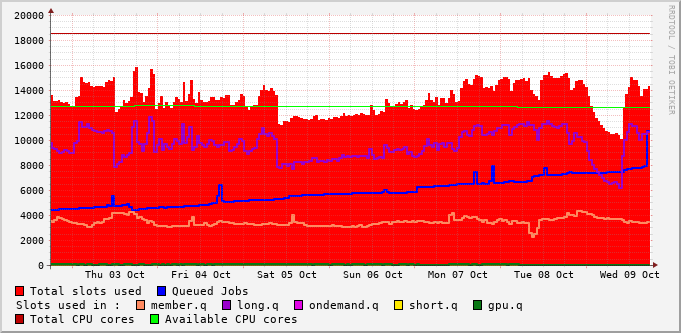 20000
18000
16000
14000
12000
10000
8000
6000
4000
2000
0
Thu 03 Oct Fri 04 Oct Sat 05 Oct Sun 06 Oct Mon 07 Oct Tue 08 Oct Wed 09 Oct
RRDTOOL / TOBI OETIKER
Total slots used Queued Jobs
Slots used in : member.q long.q ondemand.q short.q gpu.q
Total CPU cores Available CPU cores